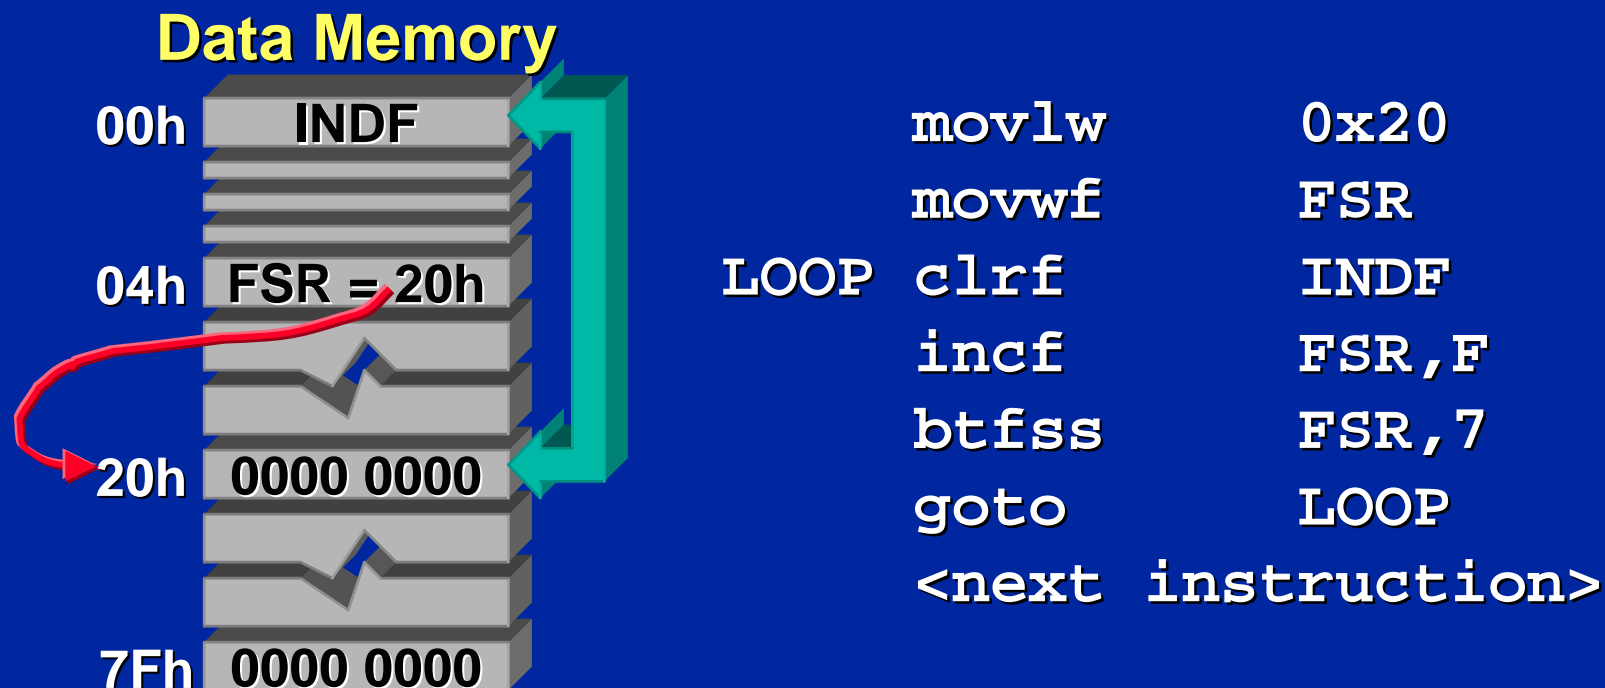 Data Memory
00h INDF
04h FSR = 20h
20h 0000 0000
7Fh 0000 0000
movlw 0x20
movwf FSR
LOOP clrf INDF
incf FSR,F
btfss FSR,7
goto LOOP
<next instruction>